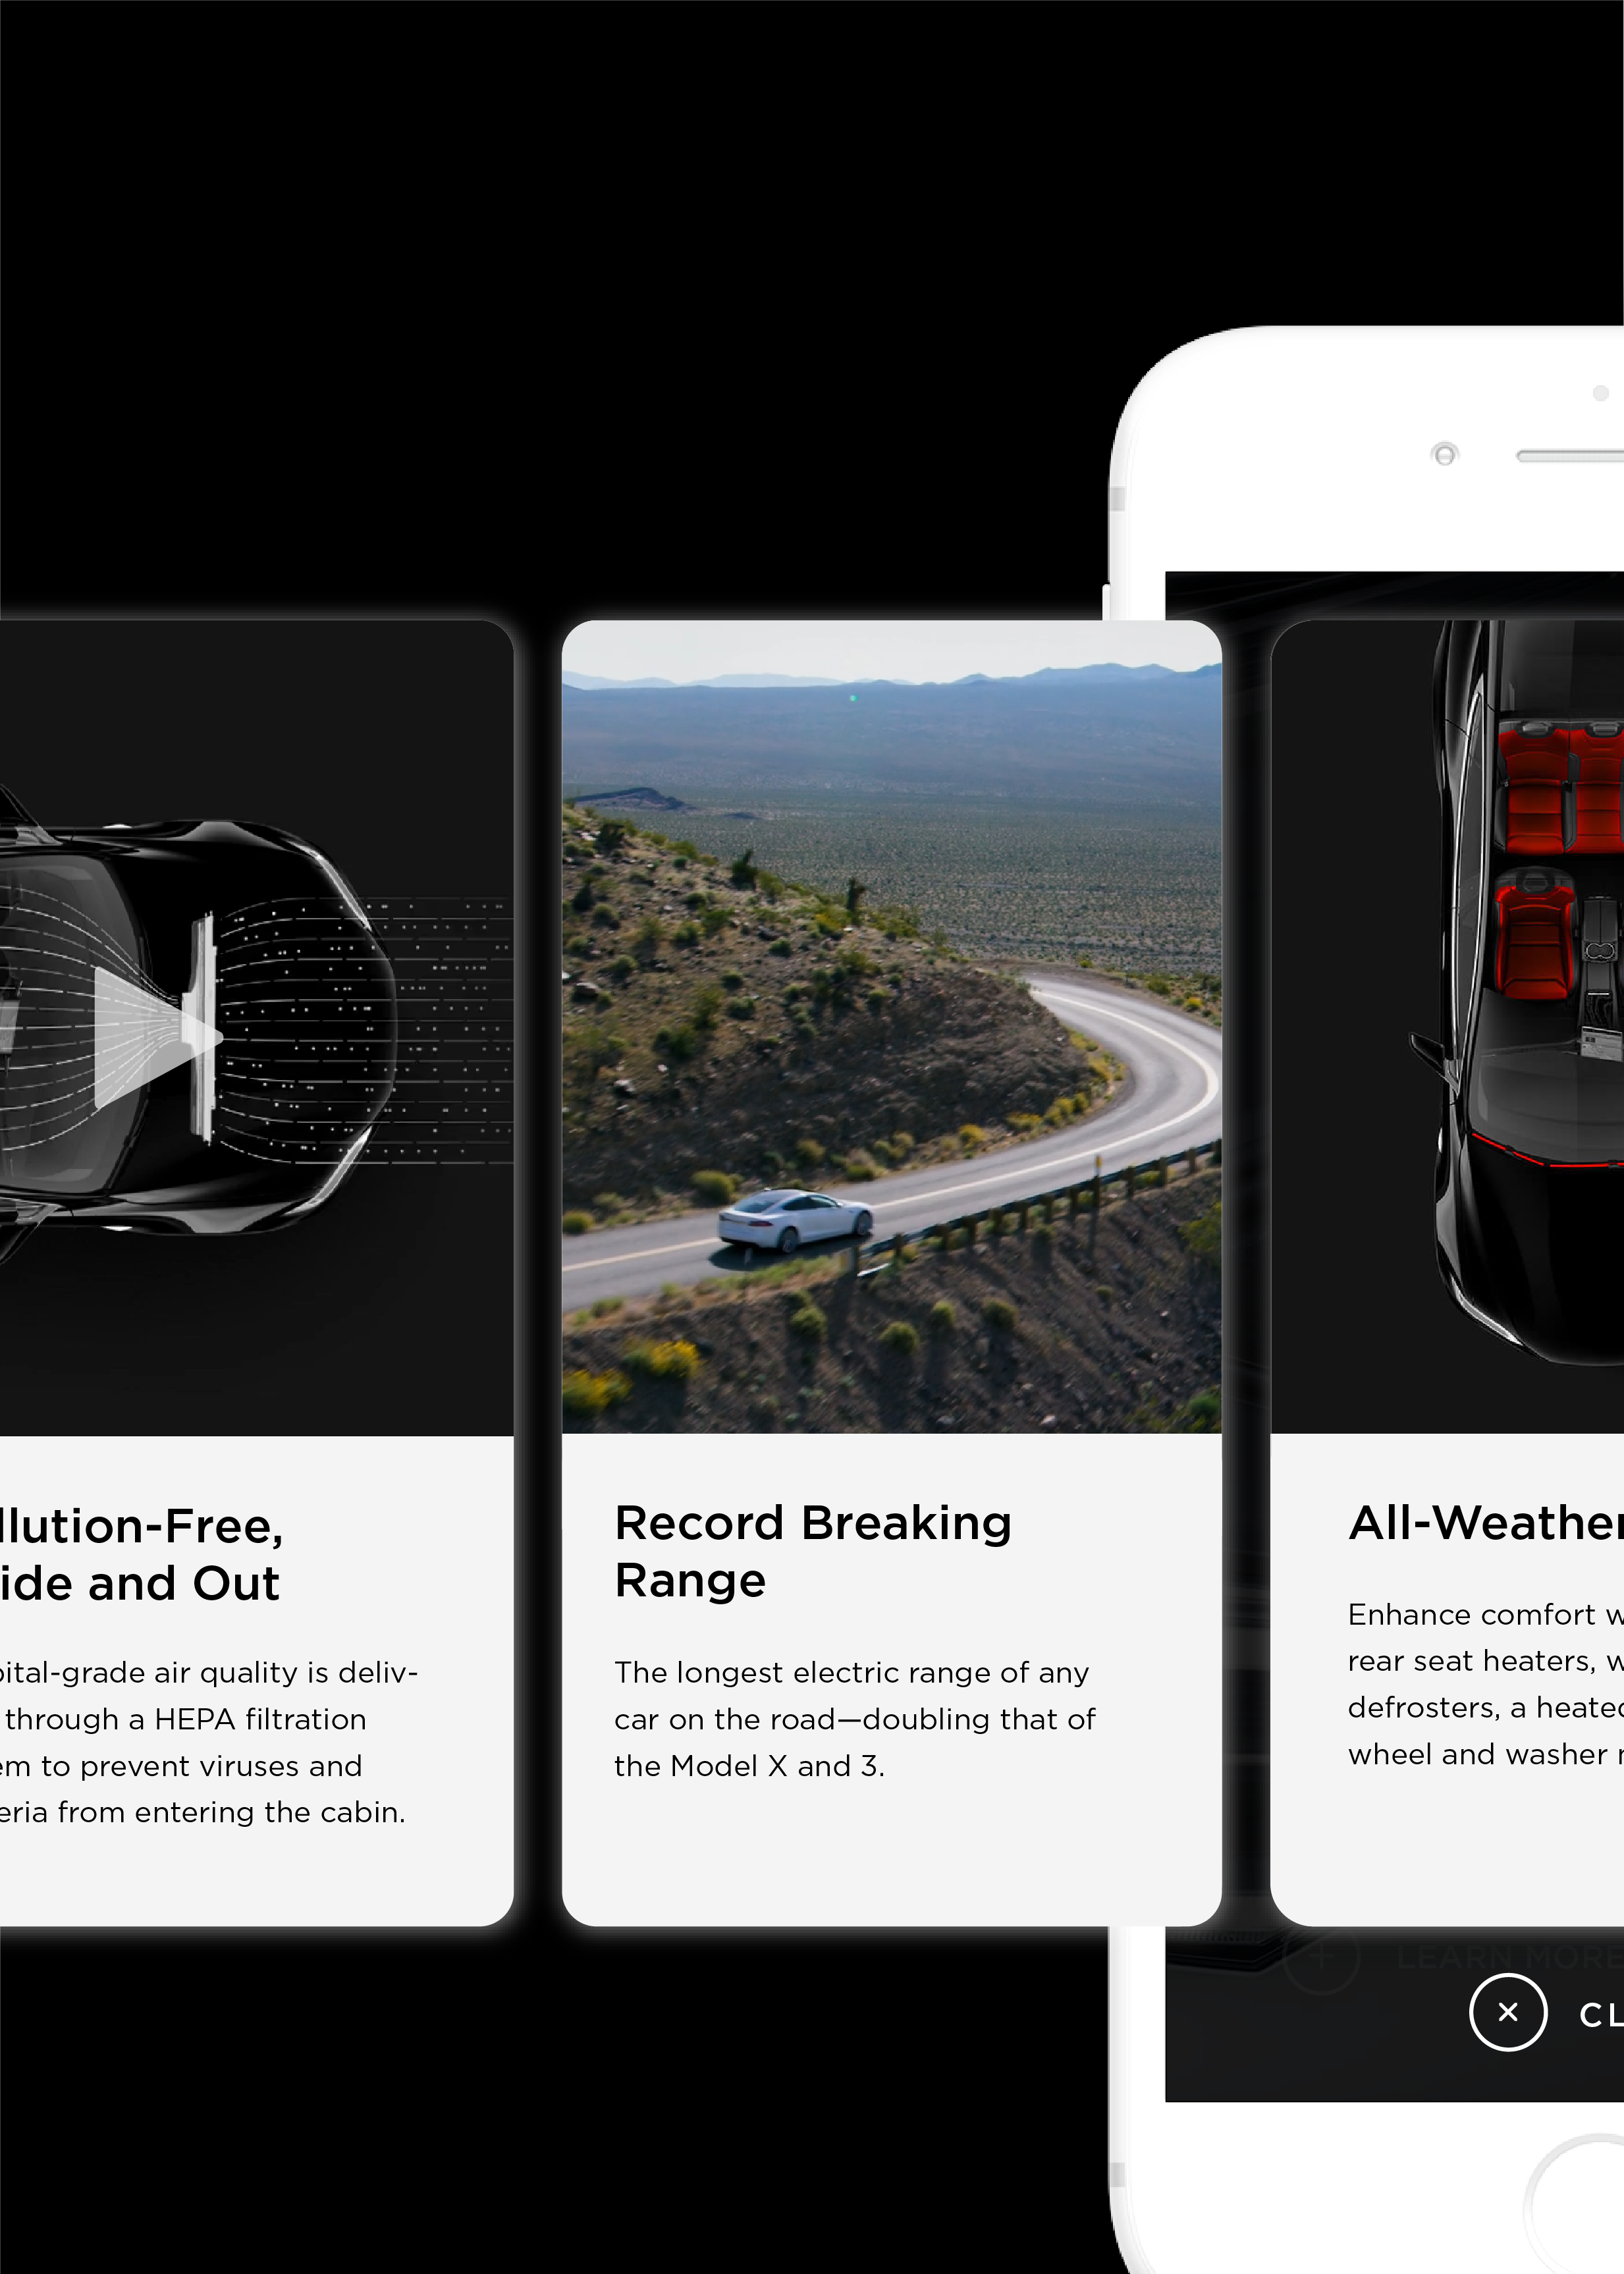 llution-Free,
ide and Out
pital-grade air quality is deliv-
through a HEPA filtration
em to prevent viruses and
eria from entering the cabin.
Record Breaking
Range
The longest electric range of any
car on the road—doubling that of
the Model X and 3.
All-Weather
Enhance comfort w
rear seat heaters, w
defrosters, a heated
wheel and washer n
LEARN MORE
CL